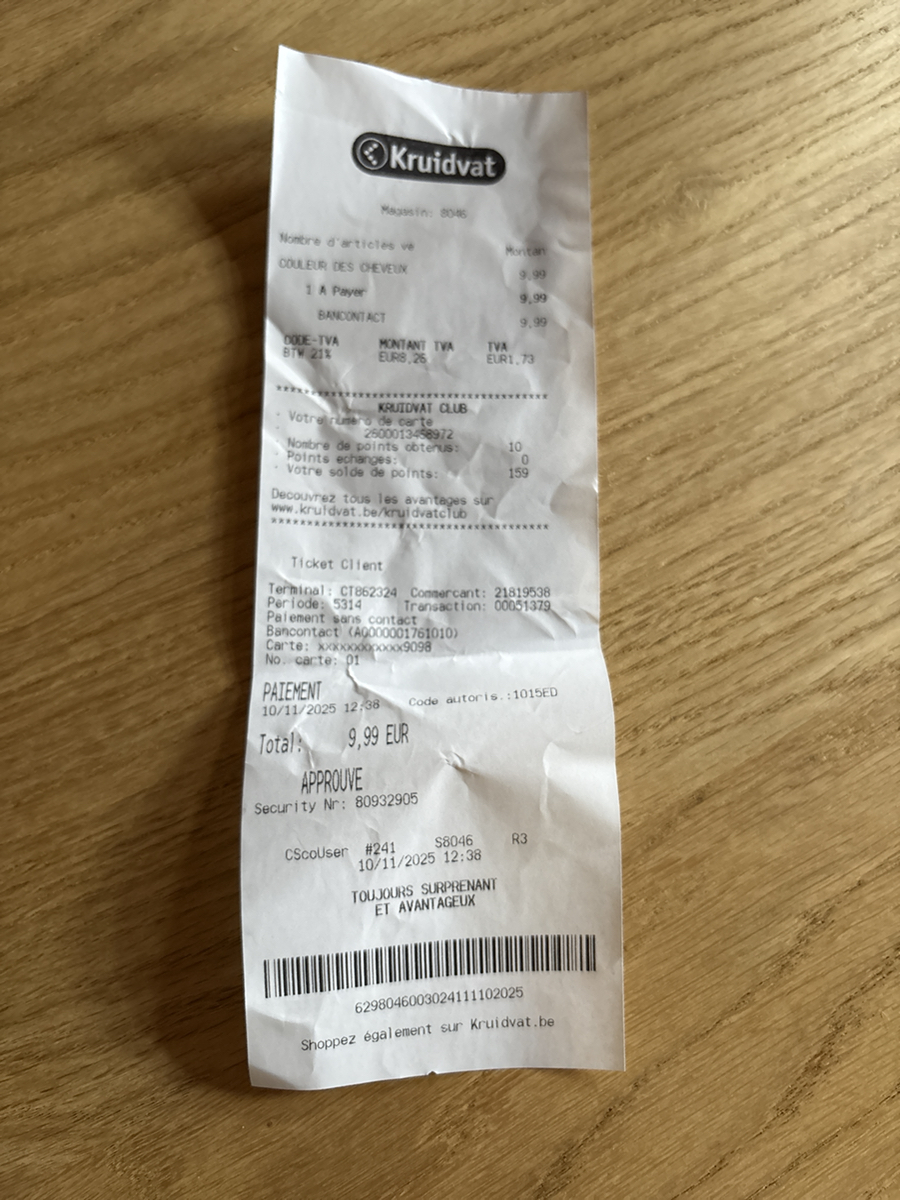 Kruidvat
Magasin: 8046
Nombre d'articles ve Montan
COULEUR DES CHEVEUX 9,99
1 A Payer 9,99
BANCONTACT 9,99
CODE-TVA MONTANT TVA TVA
BTW 21% EUR8,26 EUR1,73
************************************
KRUIDVAT CLUB
· Votre numéro de carte
2600013458972
· Nombre de points obtenus: 10
· Points echanges: 0
· Votre solde de points: 159
Decouvrez tous les avantages sur
www.kruidvat.be/kruidvatclub
************************************
Ticket Client
Terminal: CT862324 Commercant: 21819538
Periode: 5314 Transaction: 00051379
Paiement sans contact
Bancontact (A0000001761010)
Carte: xxxxxxxxxxxxx9098
No. carte: 01
PAIEMENT
10/11/2025 12:38 Code autoris.:1015ED
Total: 9,99 EUR
APPROUVE
Security Nr: 80932905
CScoUser #241 S8046 R3
10/11/2025 12:38
TOUJOURS SURPRENANT
ET AVANTAGEUX
6298046003024111102025
Shoppez également sur Kruidvat.be